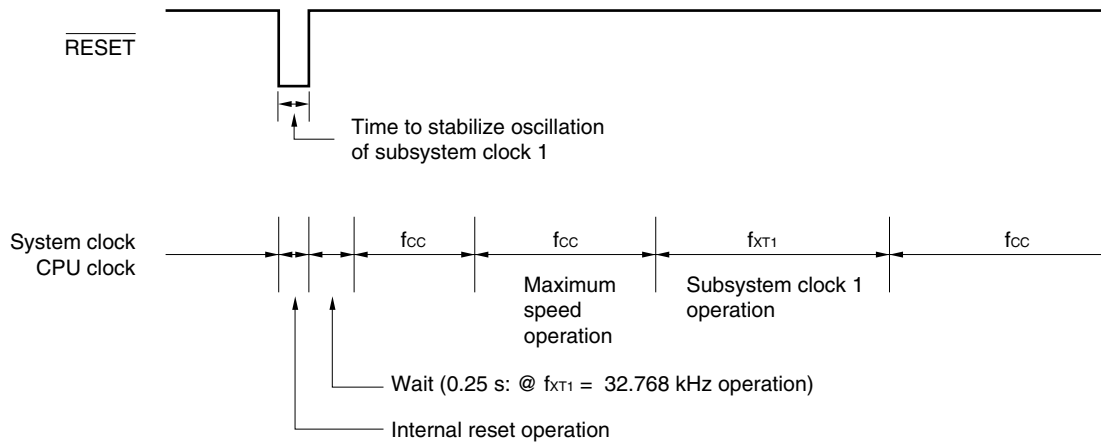 RESET
Time to stabilize oscillation
of subsystem clock 1
System clock
CPU clock
fCC
fCC
fXT1
fCC
Maximum
speed
operation
Subsystem clock 1
operation
Wait (0.25 s: @ fXT1 = 32.768 kHz operation)
Internal reset operation